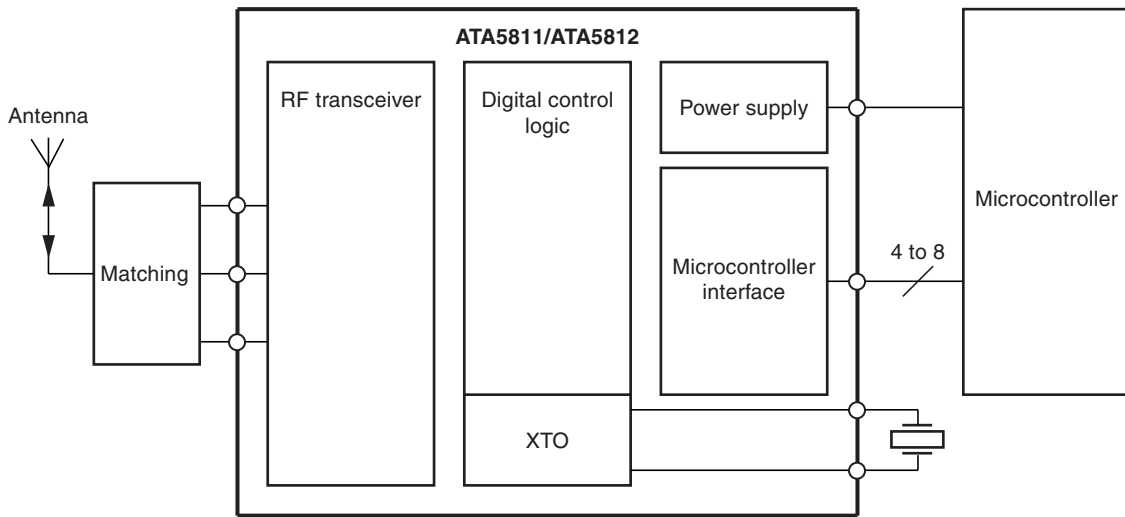 ATA5811/ATA5812
RF transceiver
Digital control
logic
Power supply
Antenna
Microcontroller
Matching
Microcontroller
interface
4 to 8
XTO